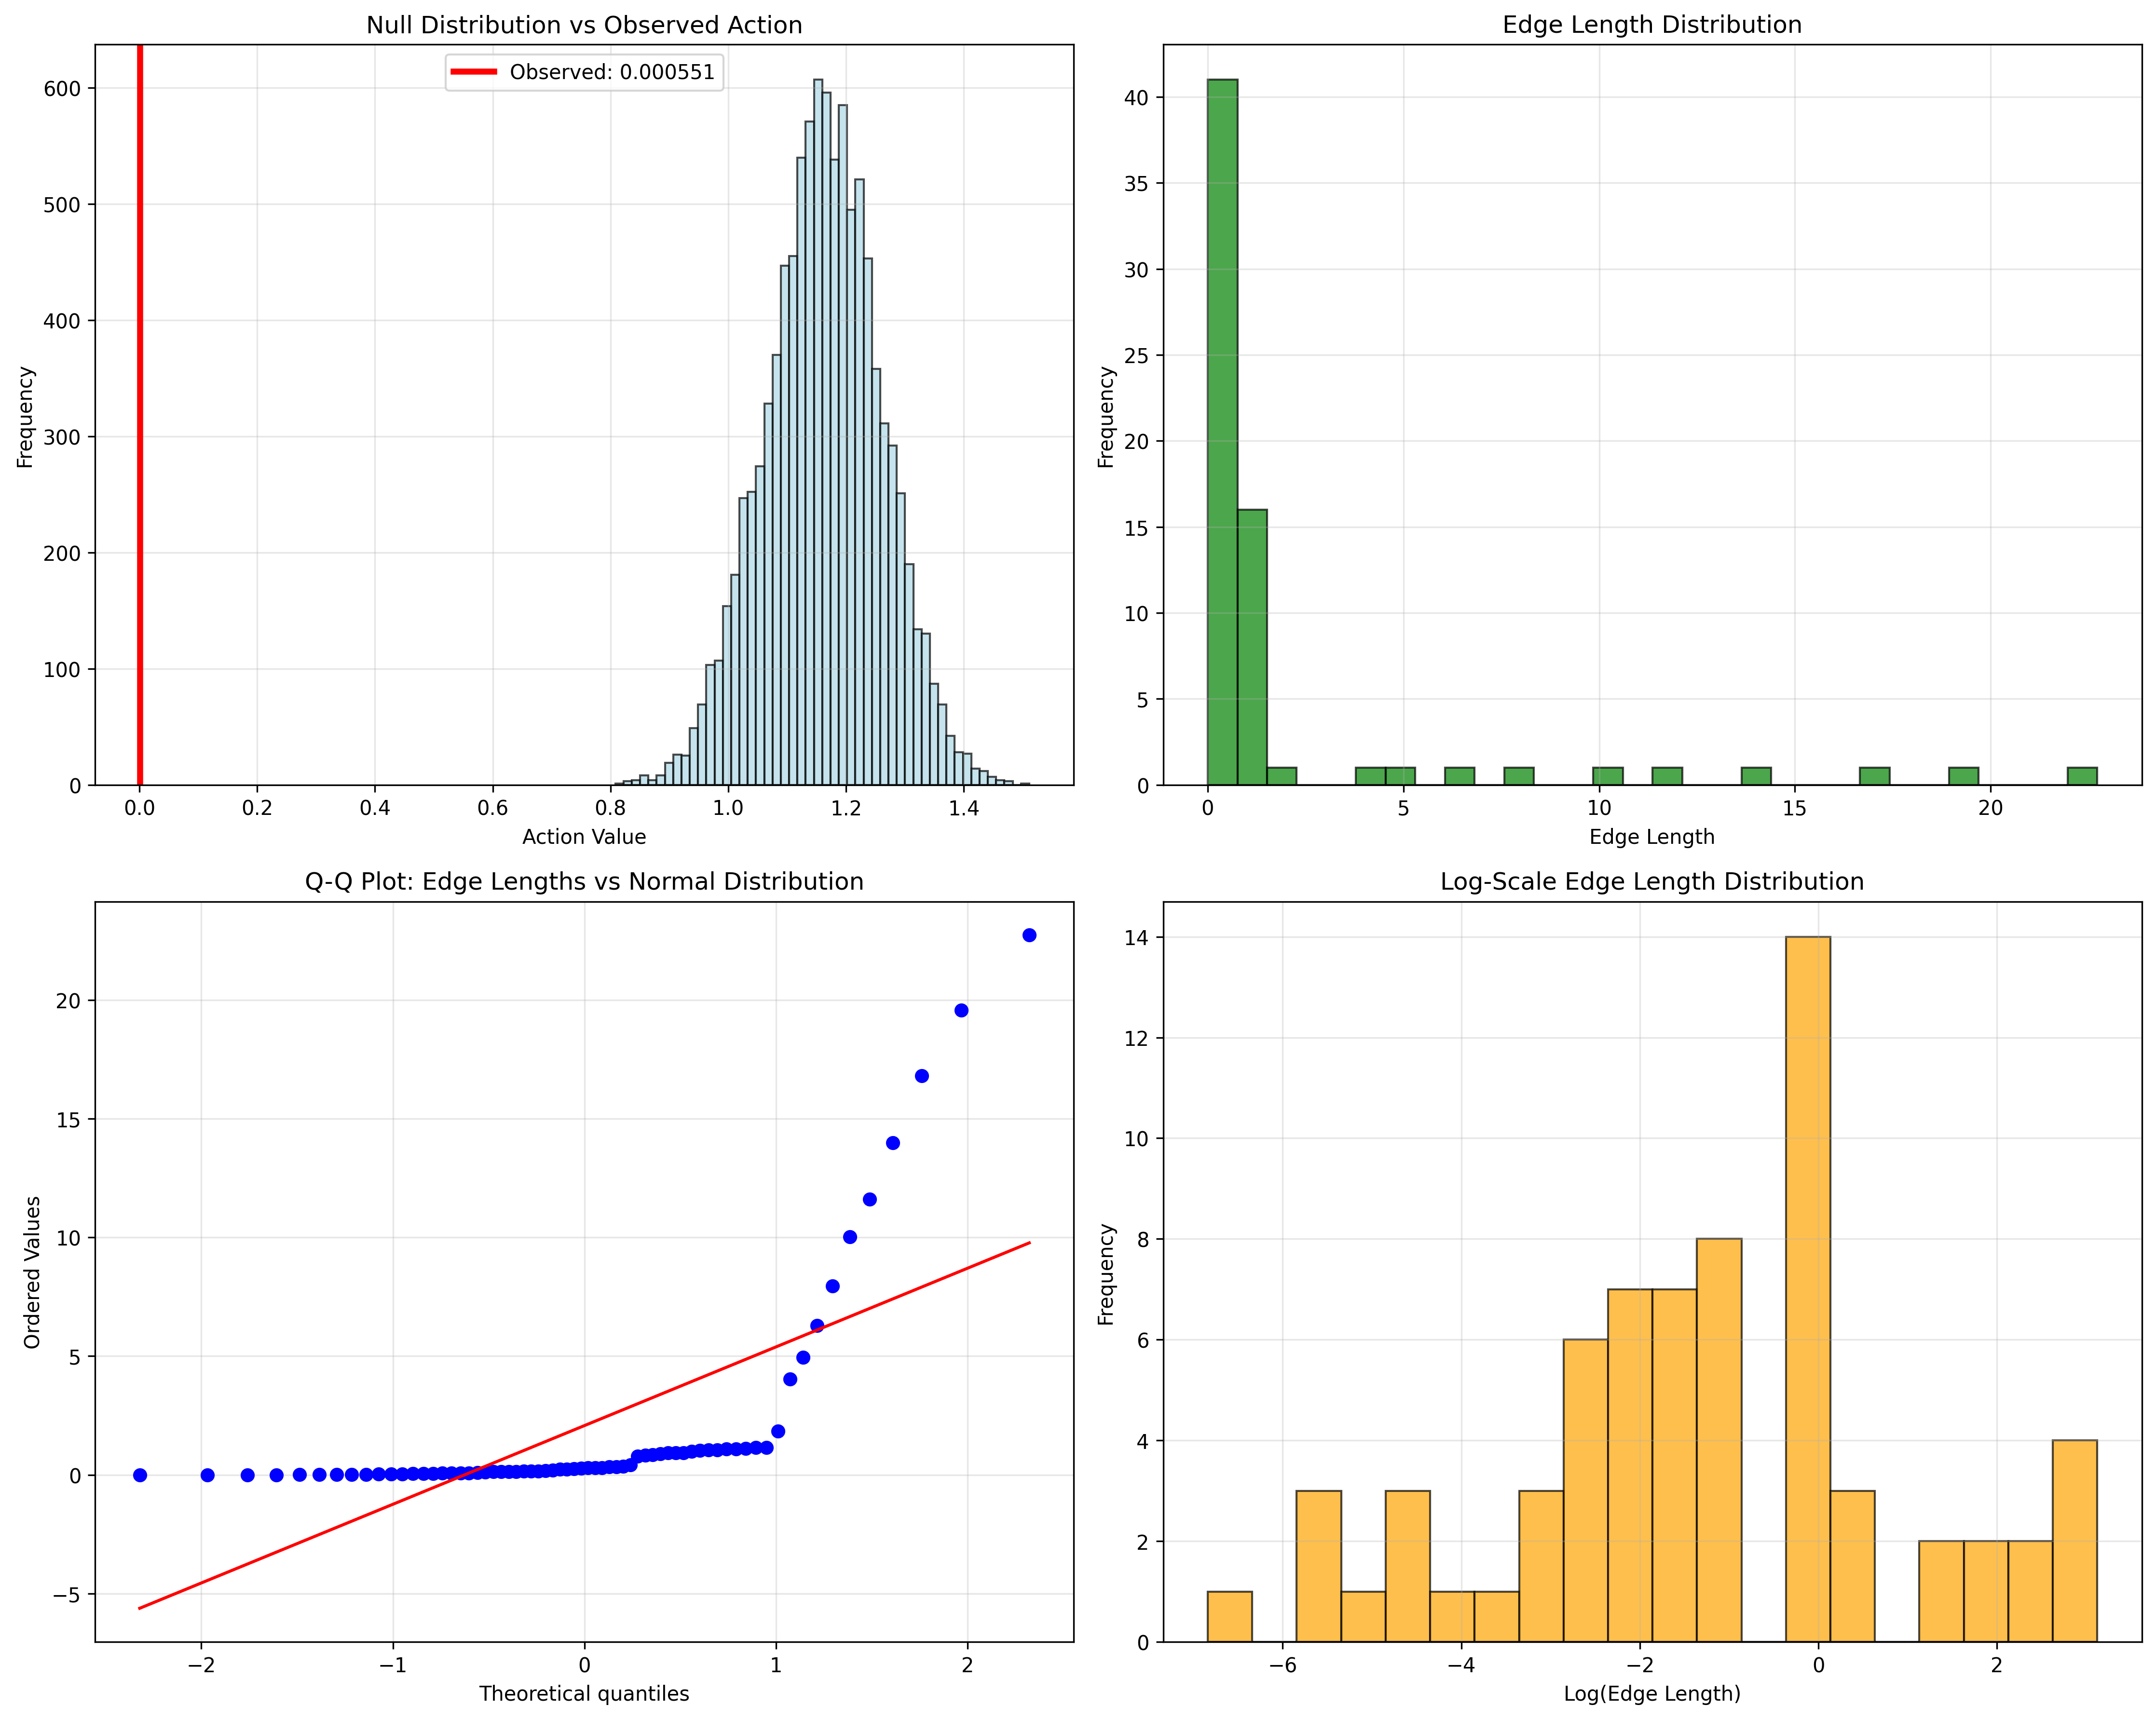 Null Distribution vs Observed Action
Observed: 0.000551
Frequency
600
500
400
300
200
100
0
0.0 0.2 0.4 0.6 0.8 1.0 1.2 1.4
Action Value
Edge Length Distribution
Frequency
40
35
30
25
20
15
10
5
0
0 5 10 15 20
Edge Length
Q-Q Plot: Edge Lengths vs Normal Distribution
Ordered Values
20
15
10
5
0
−5
−2 −1 0 1 2
Theoretical quantiles
Log-Scale Edge Length Distribution
Frequency
14
12
10
8
6
4
2
0
−6 −4 −2 0 2
Log(Edge Length)